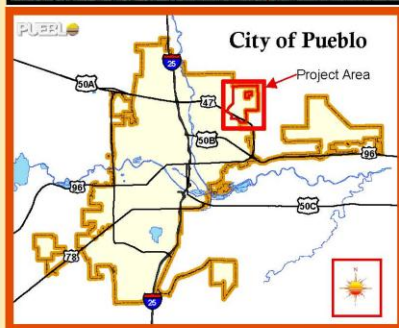 PUEBLO
City of Pueblo
25
Project Area
50A
47
50B
96
96
50C
78
25
N